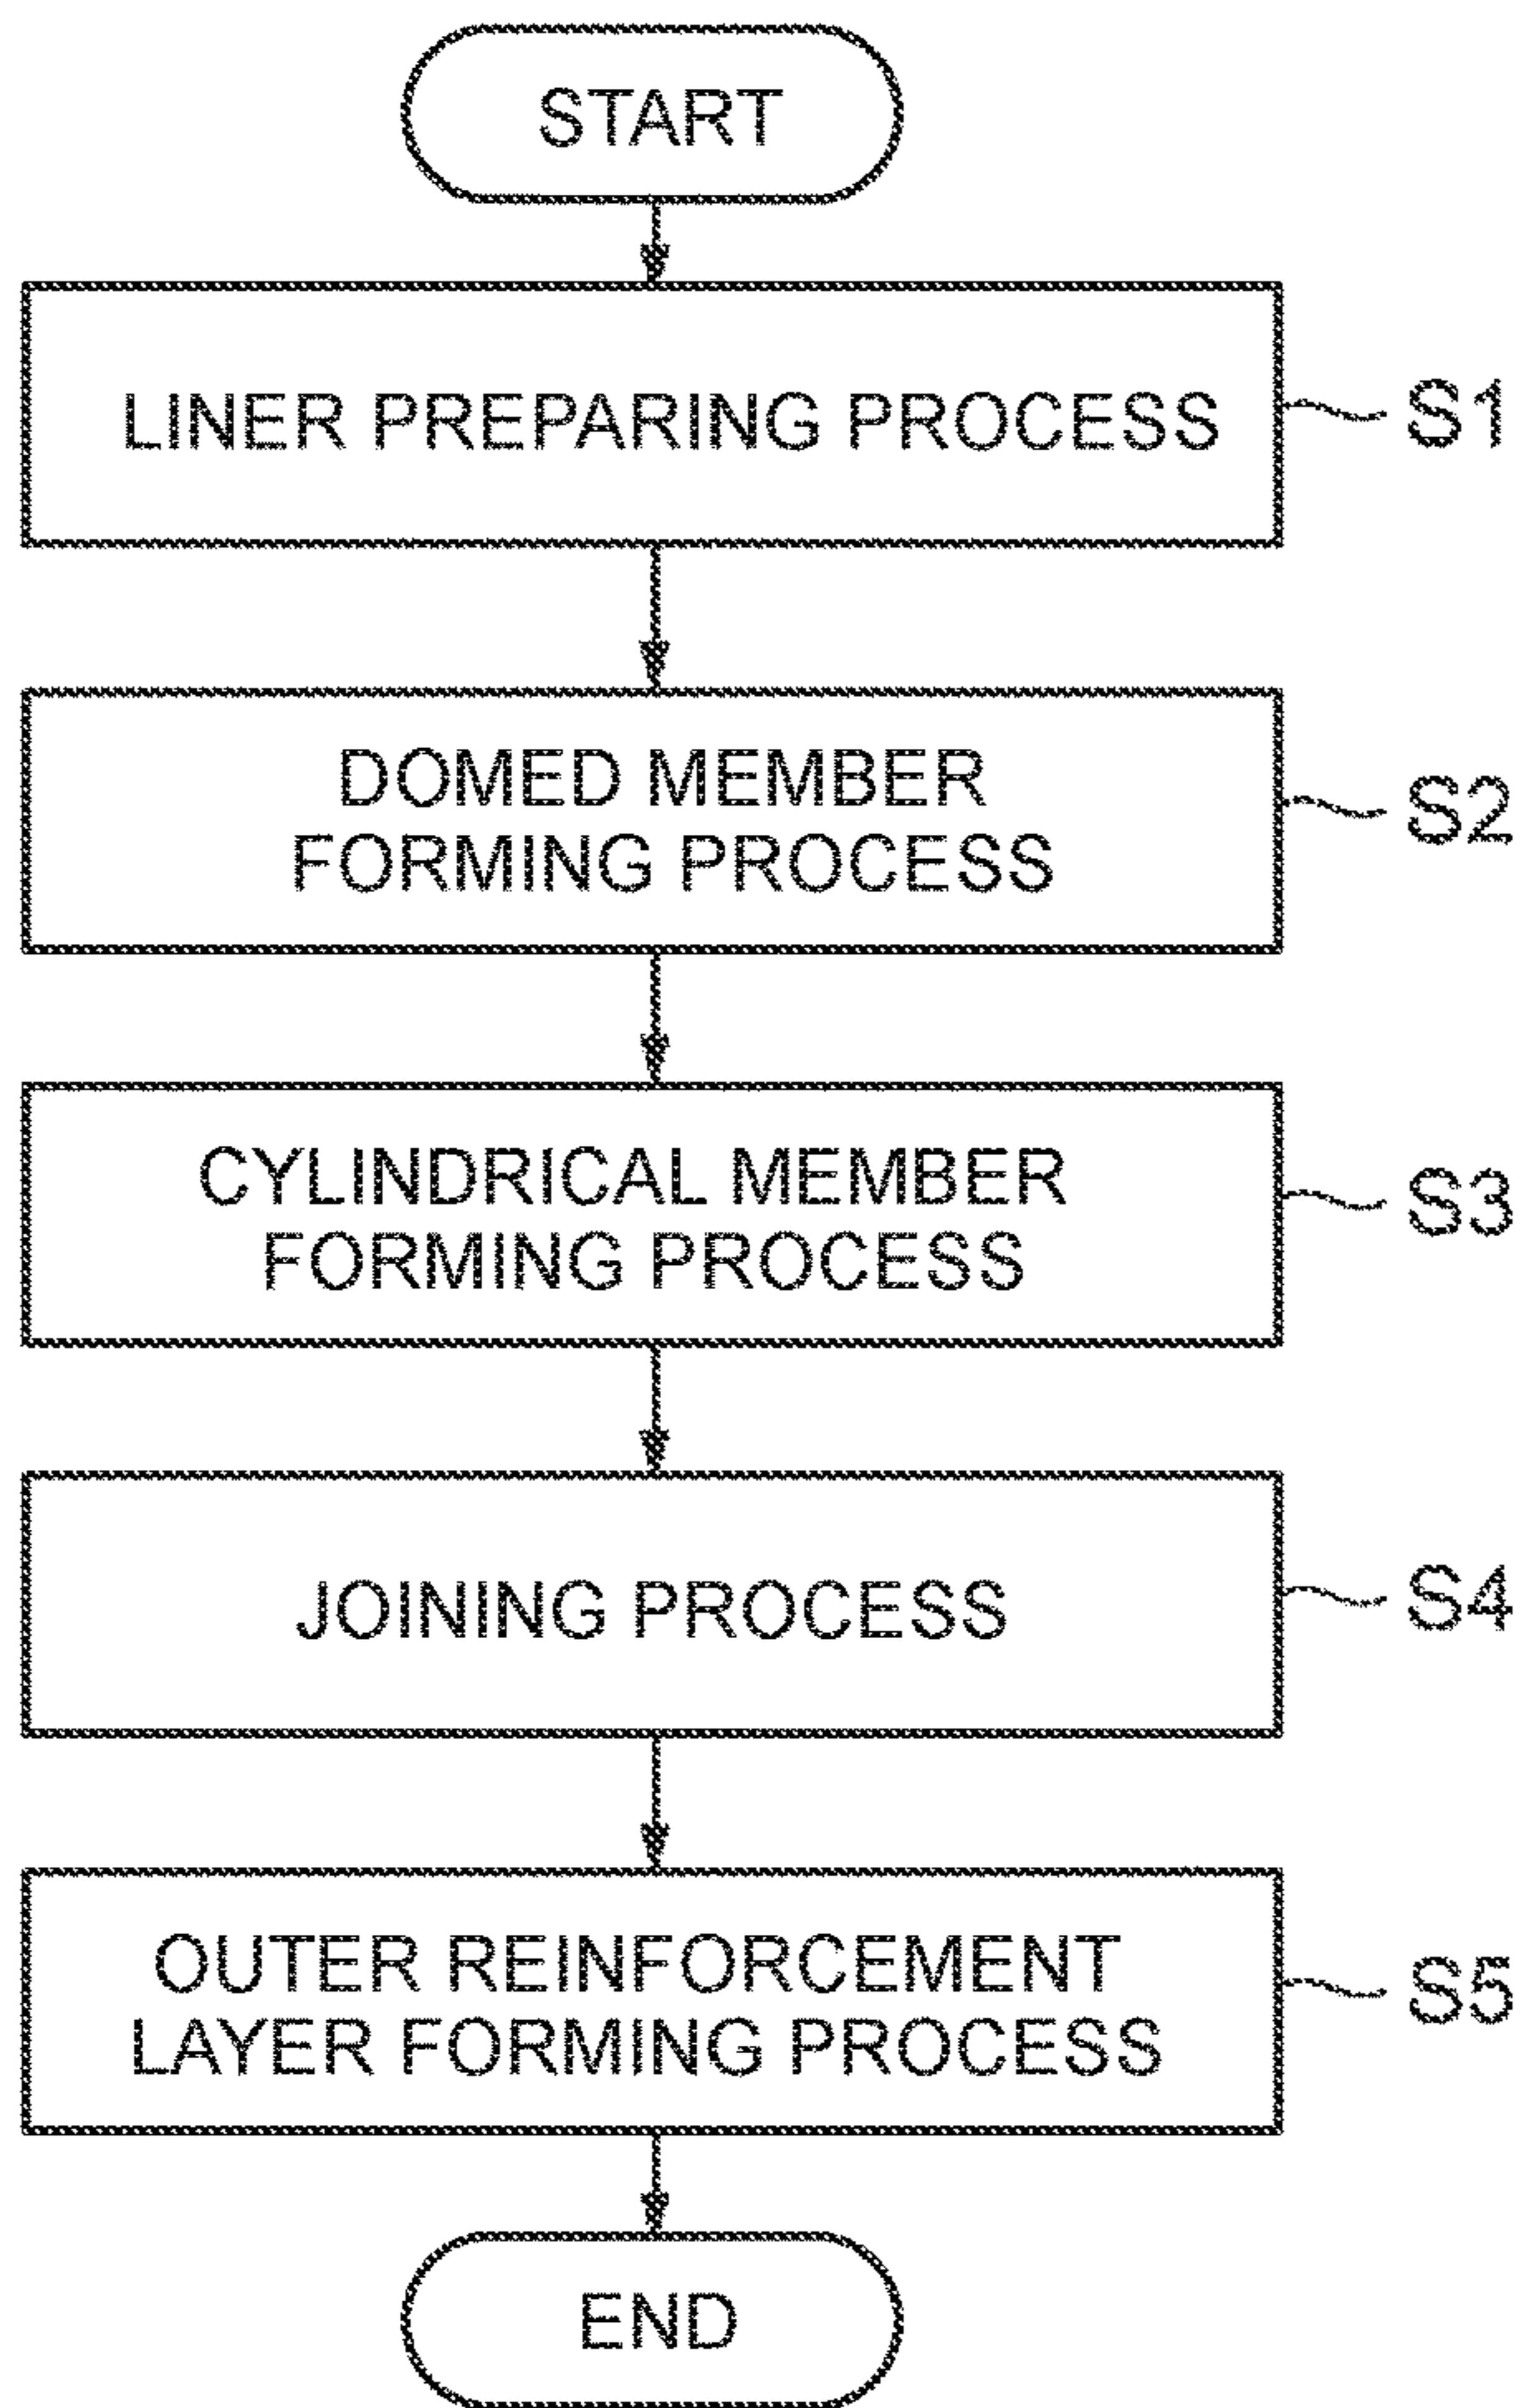 START
LINER PREPARING PROCESS
S1
DOMED MEMBER
FORMING PROCESS
S2
CYLINDRICAL MEMBER
FORMING PROCESS
S3
JOINING PROCESS
S4
OUTER REINFORCEMENT
LAYER FORMING PROCESS
S5
END